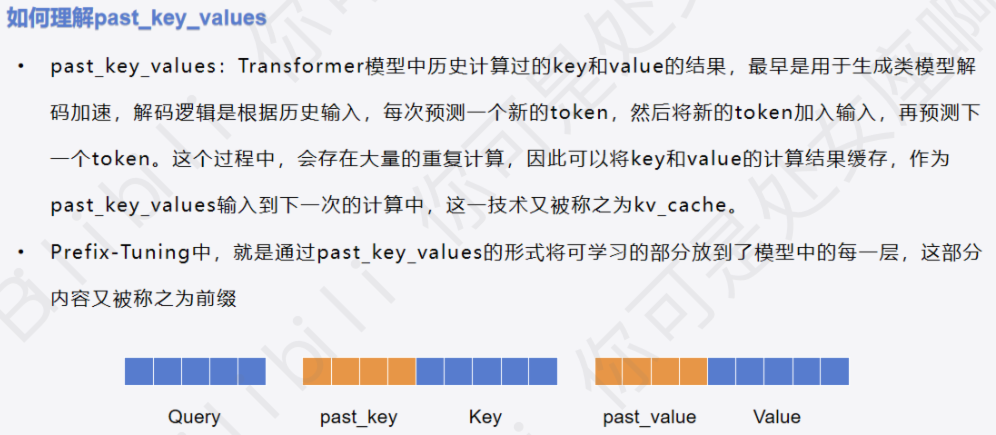 如何理解past_key_values
• past_key_values：Transformer模型中历史计算过的key和value的结果，最早是用于生成类模型解
码加速，解码逻辑是根据历史输入，每次预测一个新的token，然后将新的token加入输入，再预测下
一个token。这个过程中，会存在大量的重复计算，因此可以将key和value的计算结果缓存，作为
past_key_values输入到下一次的计算中，这一技术又被称之为kv_cache。
• Prefix-Tuning中，就是通过past_key_values的形式将可学习的部分放到了模型中的每一层，这部分
内容又被称之为前缀
Query past_key Key past_value Value
Bilibili 你可是处女座啊